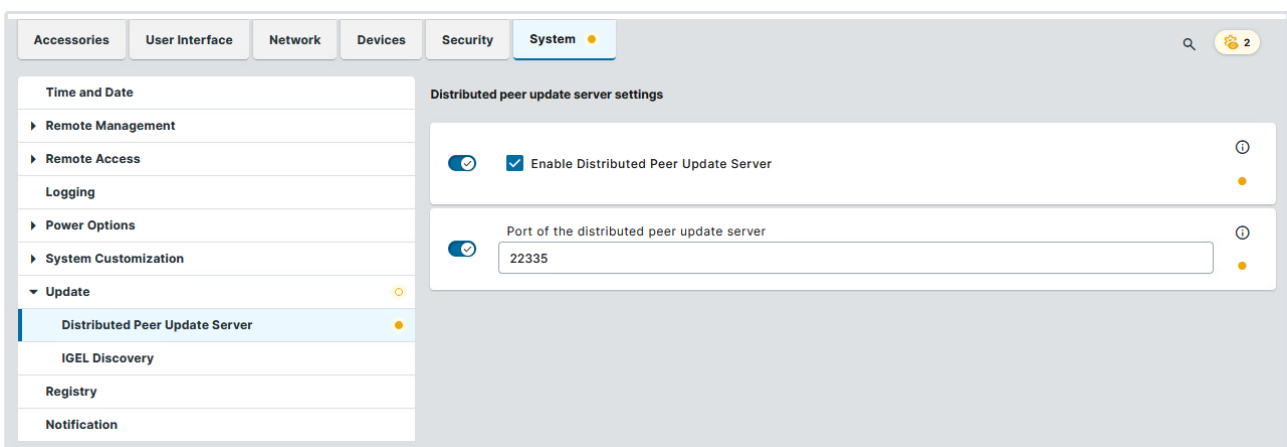 Accessories
User Interface
Network
Devices
Security
System
2
Time and Date
Remote Management
Remote Access
Logging
Power Options
System Customization
Update
Distributed Peer Update Server
IGEL Discovery
Registry
Notification
Distributed peer update server settings
Enable Distributed Peer Update Server
Port of the distributed peer update server
22335